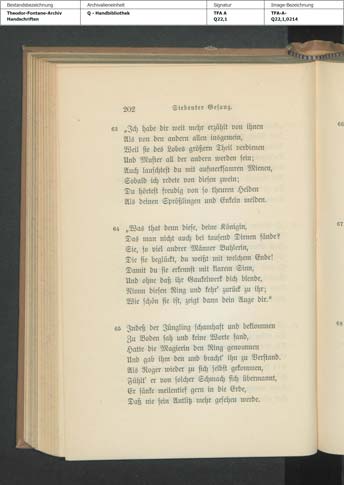 Bestandsbezeichnung
Archivalieneinheit
Signatur
Image-Bezeichnung
Theodor-Fontane-Archiv
Handschriften
Q - Handbibliothek
TFA A
Q22,1
TFA-A-
Q22,1,0214
202 Siebenter Gesang.
63 „Ich habe dir weit mehr erzählt von ihnen
Als von den andern allen insgemein,
Weil sie des Lobes größern Theil verdienen
Und Muster all der andern werden sein;
Auch lauschtest du mit aufmerksamern Mienen,
Sobald ich redete von diesen zwein;
Du hörtest freudig von so theuren Helden
Als deinen Sprößlingen und Enkeln melden.
64 „Was that denn diese, deine Königin,
Das man nicht auch bei tausend Dirnen fände?
Sie, so viel andrer Männer Buhlerin,
Die sie beglückt, du weißt mit welchem Ende!
Damit du sie erkennst mit klarem Sinn,
Und ohne daß ihr Gaukelwerk dich blende,
Nimm diesen Ring und kehr' zurück zu ihr;
Wie schön sie ist, zeigt dann dein Auge dir."
65 Indeß der Jüngling schamhaft und beklommen
Zu Boden sah und keine Worte fand,
Hatte die Magierin den Ring genommen
Und gab ihm den und bracht' ihn zu Verstand.
Als Roger wieder zu sich selbst gekommen,
Fühlt' er von solcher Schmach sich übermannt,
Er sänke meilentief gern in die Erde,
Daß nie sein Antlitz mehr gesehen werde.
66
67
68